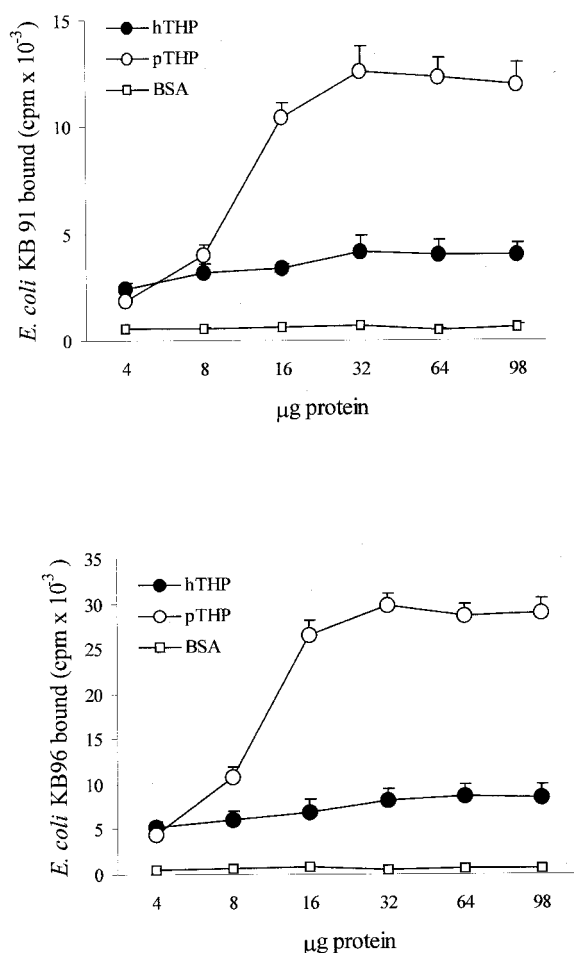 hTHP
pTHP
BSA
E. coli KB 91 bound (cpm x 10⁻³)
15
10
5
0
4 8 16 32 64 98
µg protein
hTHP
pTHP
BSA
E. coli KB96 bound (cpm x 10⁻³)
35
30
25
20
15
10
5
0
4 8 16 32 64 98
µg protein